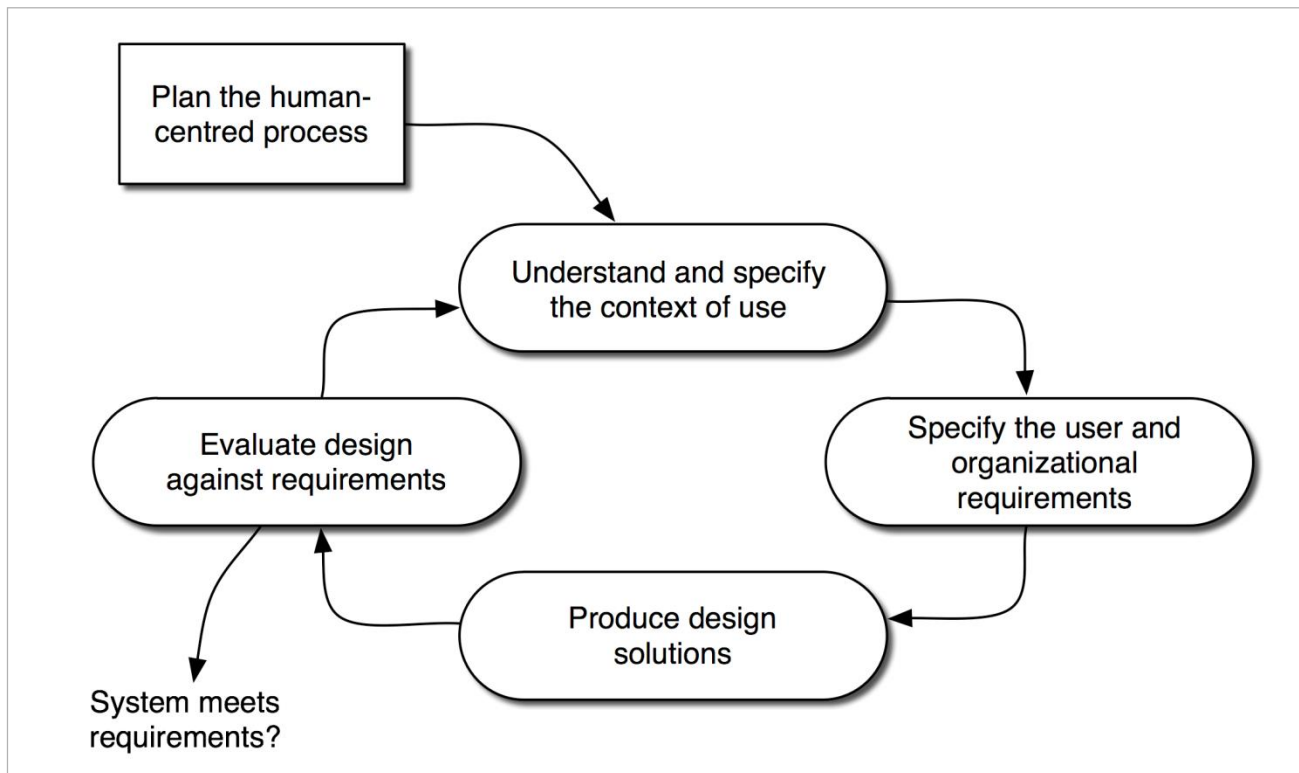 Plan the human-
centred process
Understand and specify
the context of use
Specify the user and
organizational
requirements
Produce design
solutions
Evaluate design
against requirements
System meets
requirements?